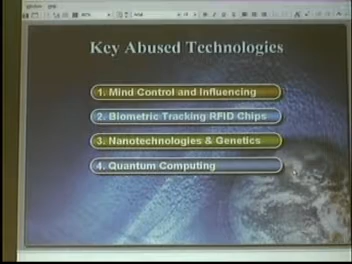 Key Abused Technologies
1. Mind Control and Influencing
2. Biometric Tracking RFID Chips
3. Nanotechnologies & Genetics
4. Quantum Computing